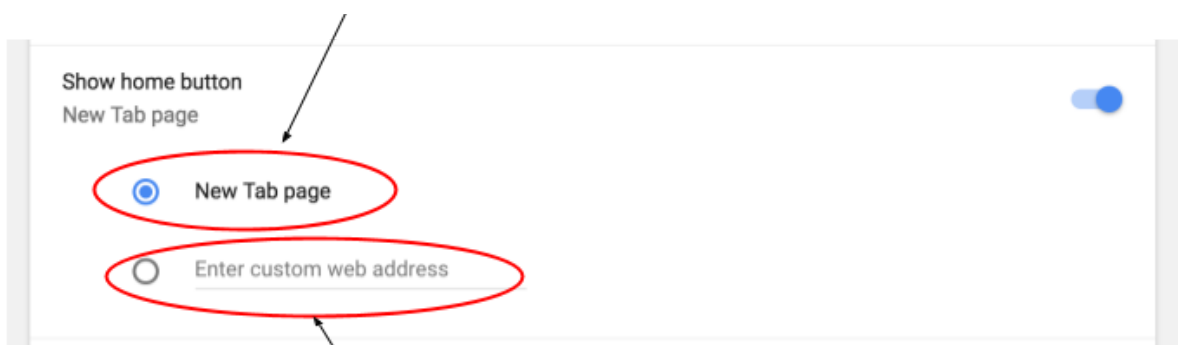 Show home button
New Tab page
New Tab page
Enter custom web address